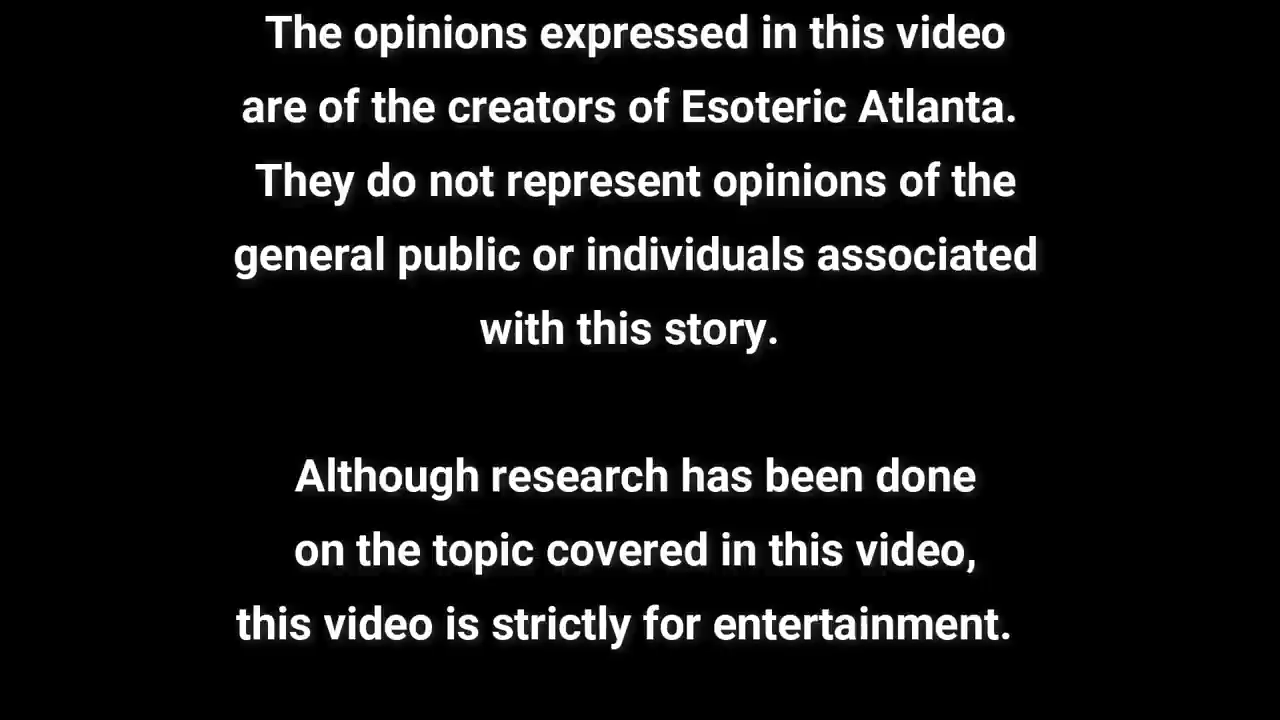 The opinions expressed in this video
are of the creators of Esoteric Atlanta.
They do not represent opinions of the
general public or individuals associated
with this story.
Although research has been done
on the topic covered in this video,
this video is strictly for entertainment.